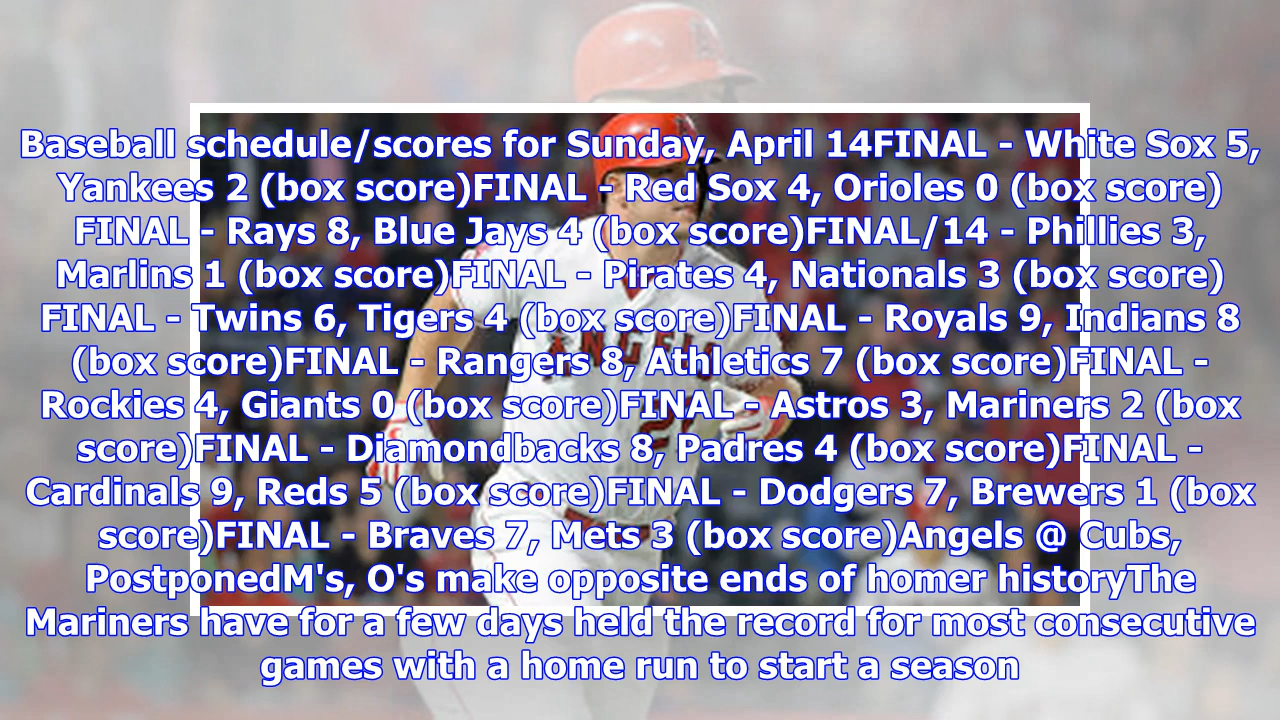 Baseball schedule/scores for Sunday, April 14FINAL - White Sox 5,
Yankees 2 (box score)FINAL - Red Sox 4, Orioles 0 (box score)
FINAL - Rays 8, Blue Jays 4 (box score)FINAL/14 - Phillies 3,
Marlins 1 (box score)FINAL - Pirates 4, Nationals 3 (box score)
FINAL - Twins 6, Tigers 4 (box score)FINAL - Royals 9, Indians 8
(box score)FINAL - Rangers 8, Athletics 7 (box score)FINAL -
Rockies 4, Giants 0 (box score)FINAL - Astros 3, Mariners 2 (box
score)FINAL - Diamondbacks 8, Padres 4 (box score)FINAL -
Cardinals 9, Reds 5 (box score)FINAL - Dodgers 7, Brewers 1 (box
score)FINAL - Braves 7, Mets 3 (box score)Angels @ Cubs,
PostponedM's, O's make opposite ends of homer historyThe
Mariners have for a few days held the record for most consecutive
games with a home run to start a season
ANGELS